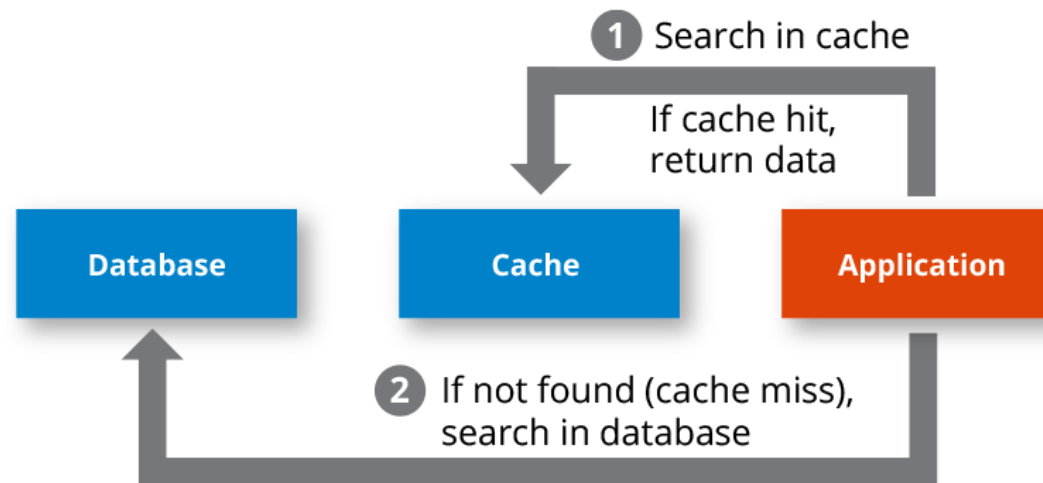 1 Search in cache
If cache hit,
return data
Database
Cache
Application
2 If not found (cache miss),
search in database